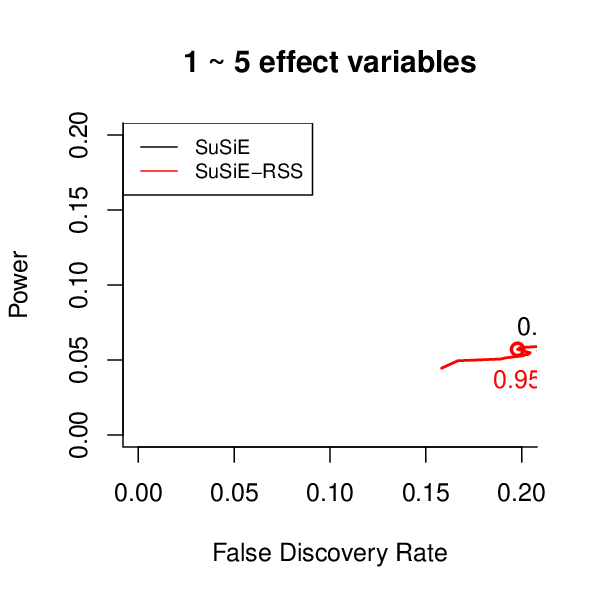 1 ~ 5 effect variables
SuSiE
SuSiE−RSS
Power
0.20
0.15
0.10
0.05
0.00
0.
0.95
0.00 0.05 0.10 0.15 0.20
False Discovery Rate